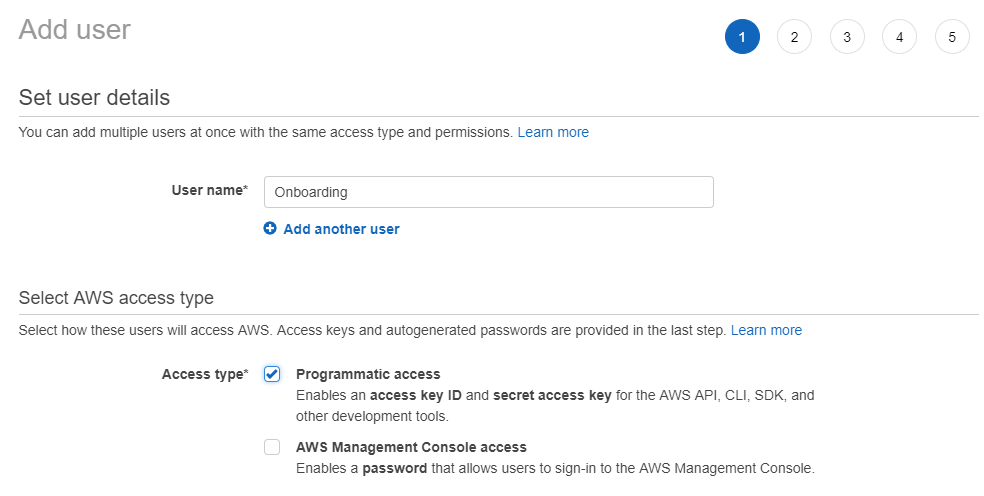 Add user
1 2 3 4 5
Set user details
You can add multiple users at once with the same access type and permissions. Learn more
User name* Onboarding
Add another user
Select AWS access type
Select how these users will access AWS. Access keys and autogenerated passwords are provided in the last step. Learn more
Access type* Programmatic access
Enables an access key ID and secret access key for the AWS API, CLI, SDK, and
other development tools.
AWS Management Console access
Enables a password that allows users to sign-in to the AWS Management Console.